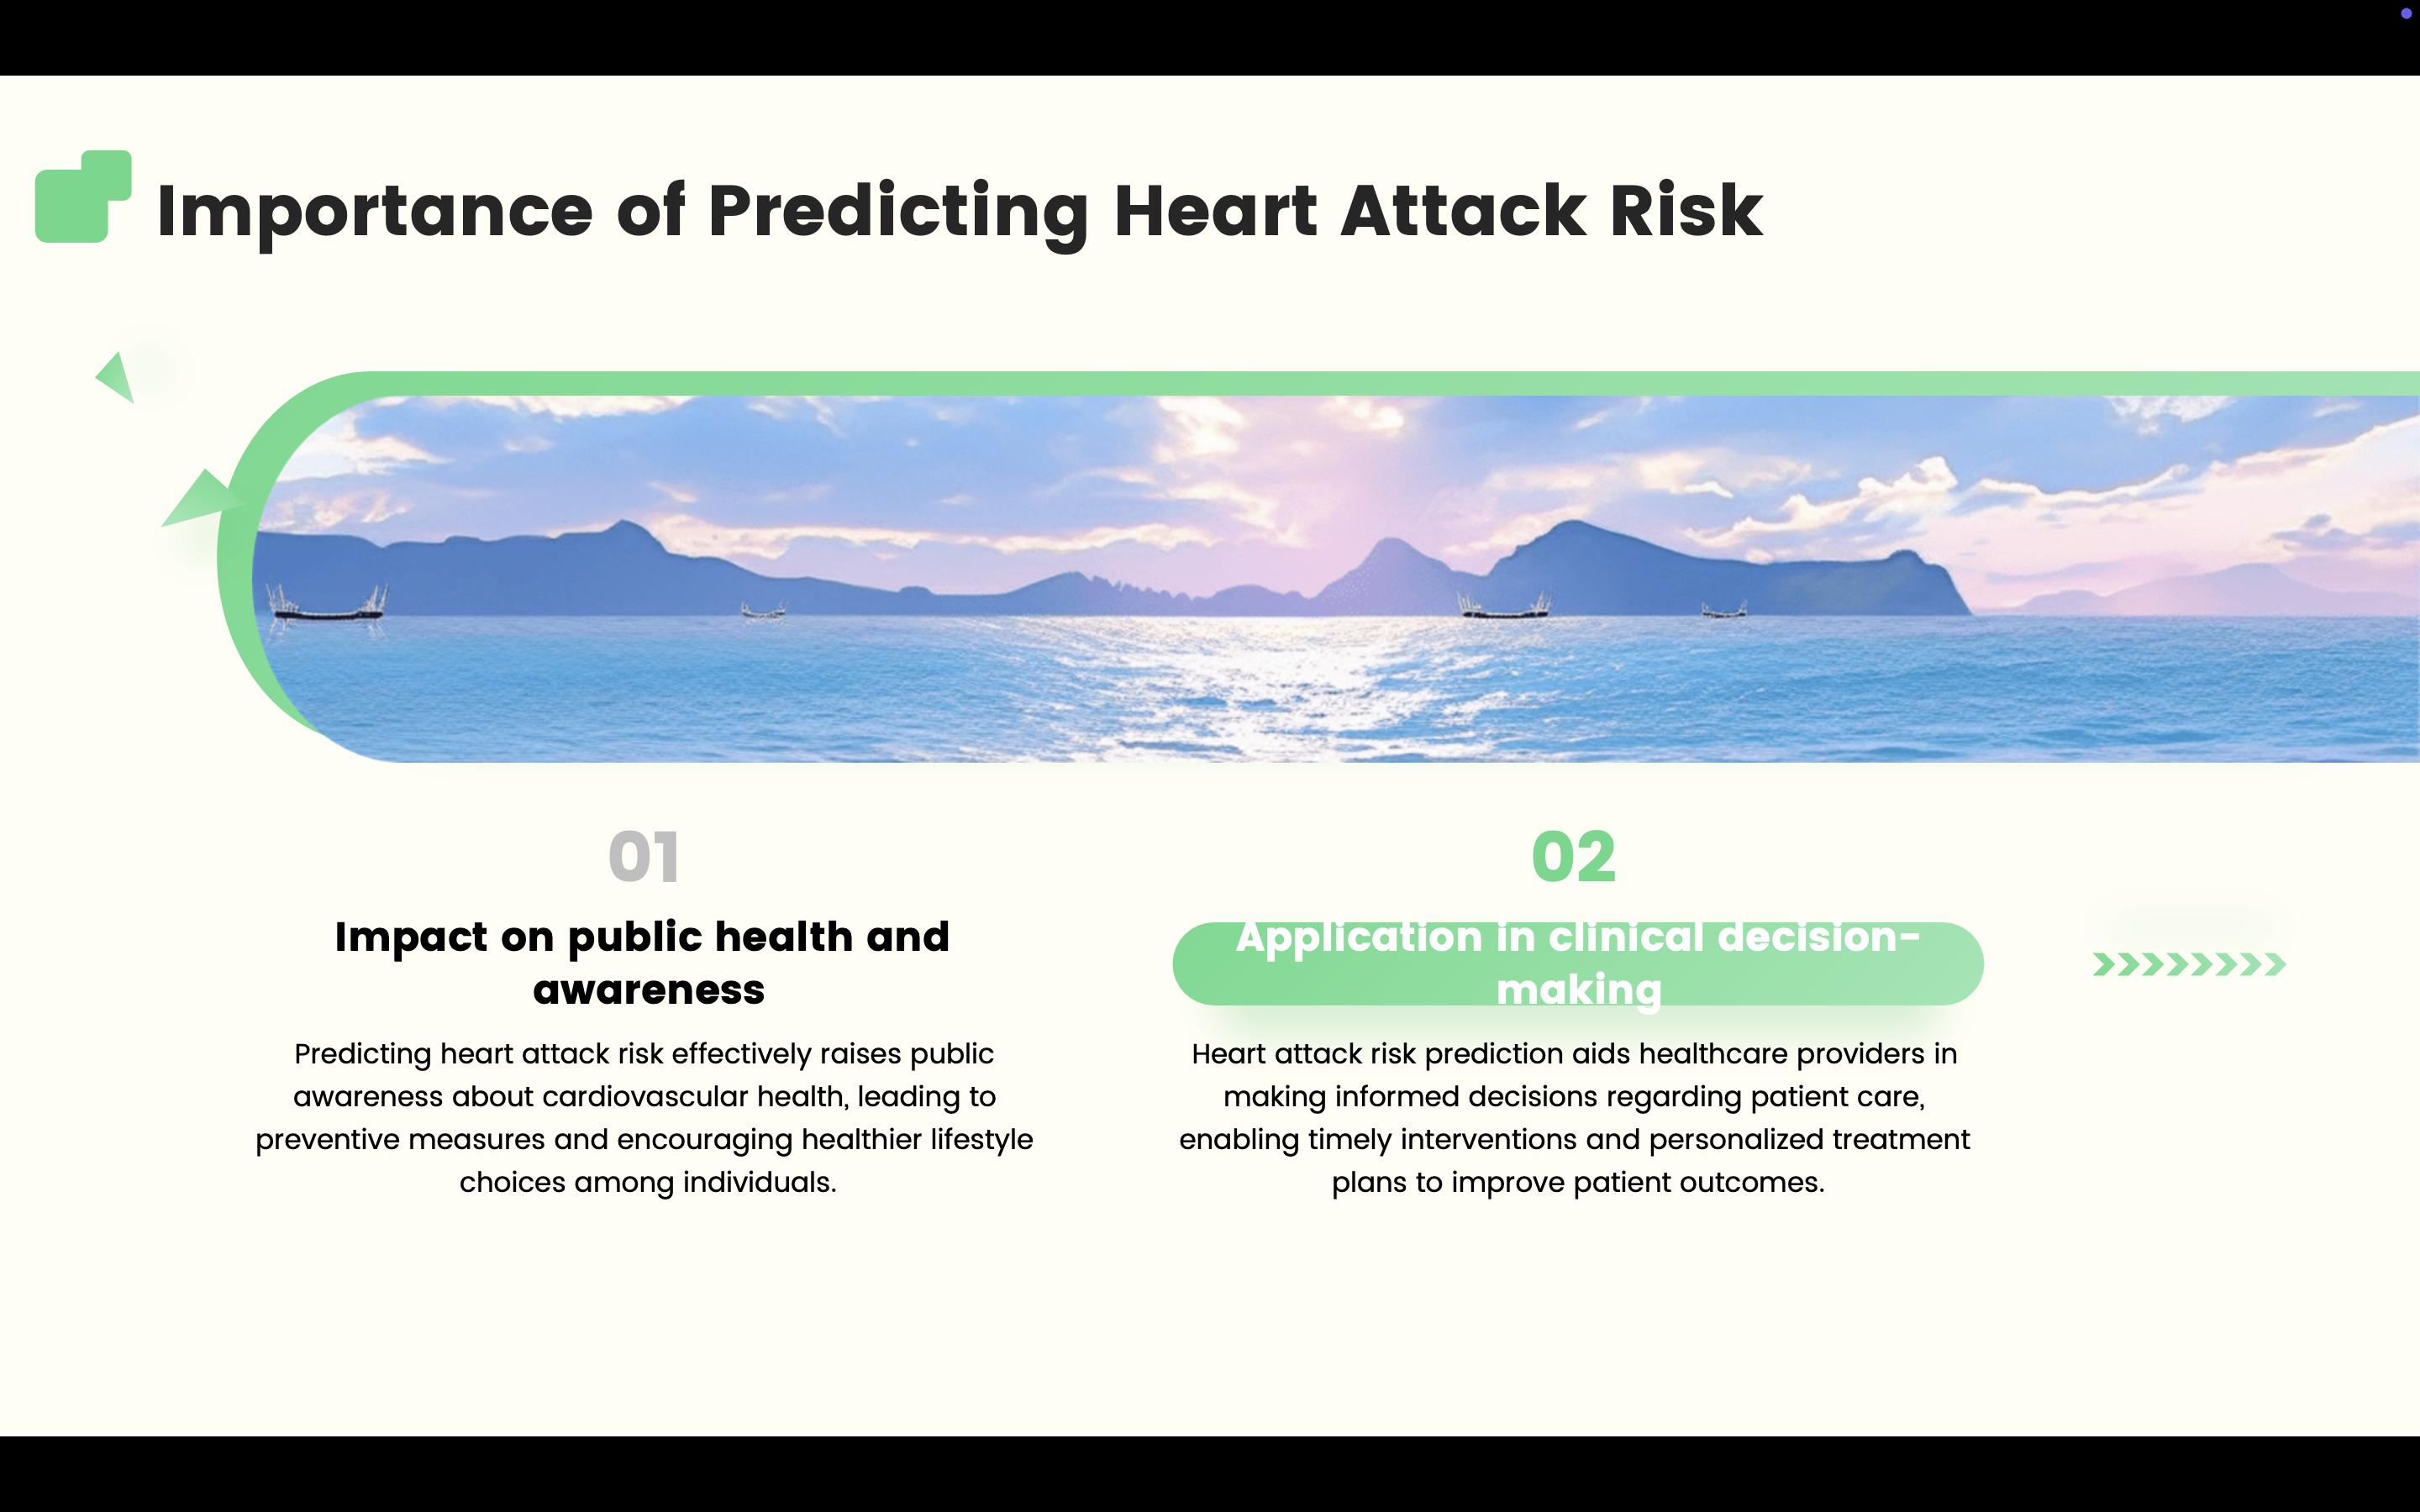 Importance of Predicting Heart Attack Risk
01
Impact on public health and
awareness
Predicting heart attack risk effectively raises public
awareness about cardiovascular health, leading to
preventive measures and encouraging healthier lifestyle
choices among individuals.
02
Application in clinical decision-
making
Heart attack risk prediction aids healthcare providers in
making informed decisions regarding patient care,
enabling timely interventions and personalized treatment
plans to improve patient outcomes.